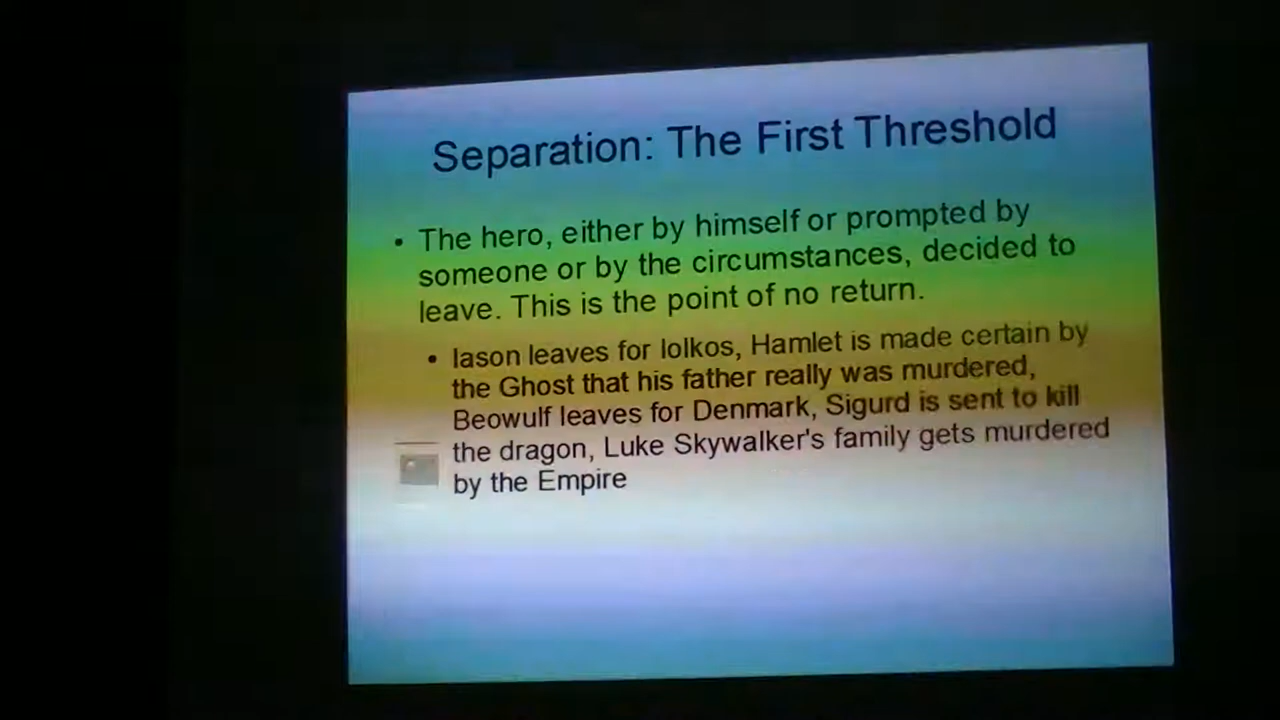 Separation: The First Threshold
• The hero, either by himself or prompted by
someone or by the circumstances, decided to
leave. This is the point of no return.
• Iason leaves for Iolkos, Hamlet is made certain by
the Ghost that his father really was murdered,
Beowulf leaves for Denmark, Sigurd is sent to kill
the dragon, Luke Skywalker's family gets murdered
by the Empire